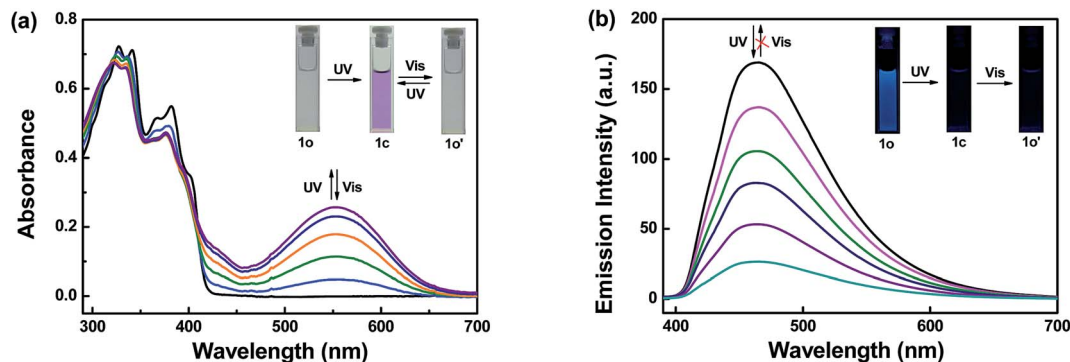 (a)
0.8
0.6
0.4
0.2
0.0
Absorbance
300
400
500
600
700
Wavelength (nm)
UV
Vis
UV
1o
1c
1o'
UV Vis
(b)
200
150
100
50
0
Emission Intensity (a.u.)
400
500
600
700
Wavelength (nm)
UV Vis
UV
Vis
1o
1c
1o'